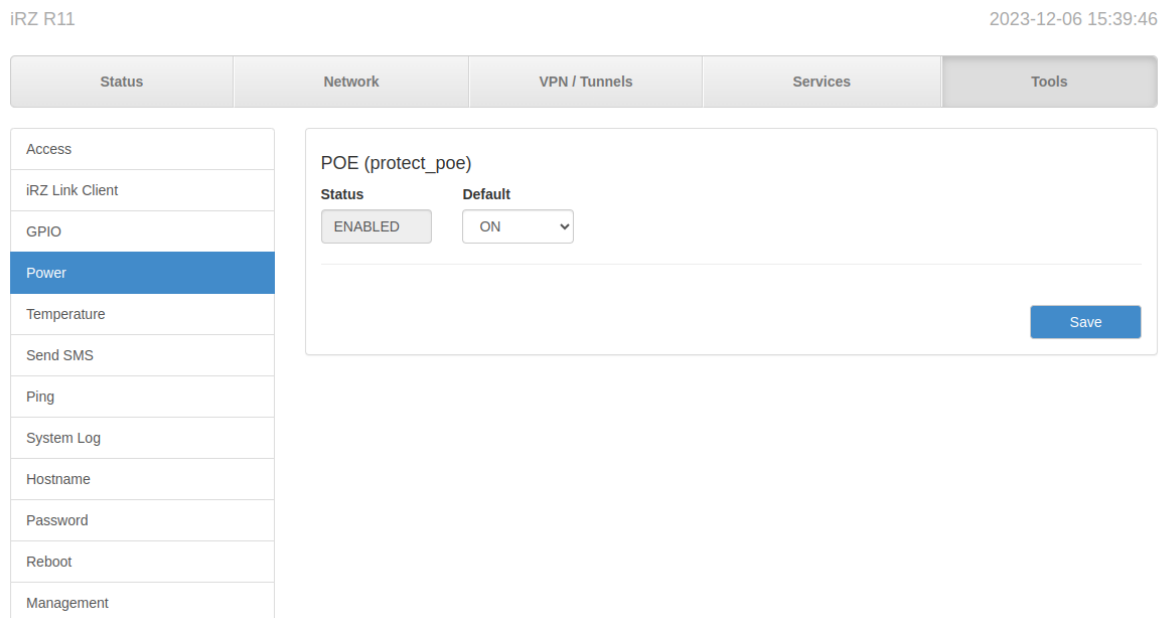 iRZ R11
2023-12-06 15:39:46
Status
Network
VPN / Tunnels
Services
Tools
Access
iRZ Link Client
GPIO
Power
Temperature
Send SMS
Ping
System Log
Hostname
Password
Reboot
Management
POE (protect_poe)
Status
Default
ENABLED
ON
Save